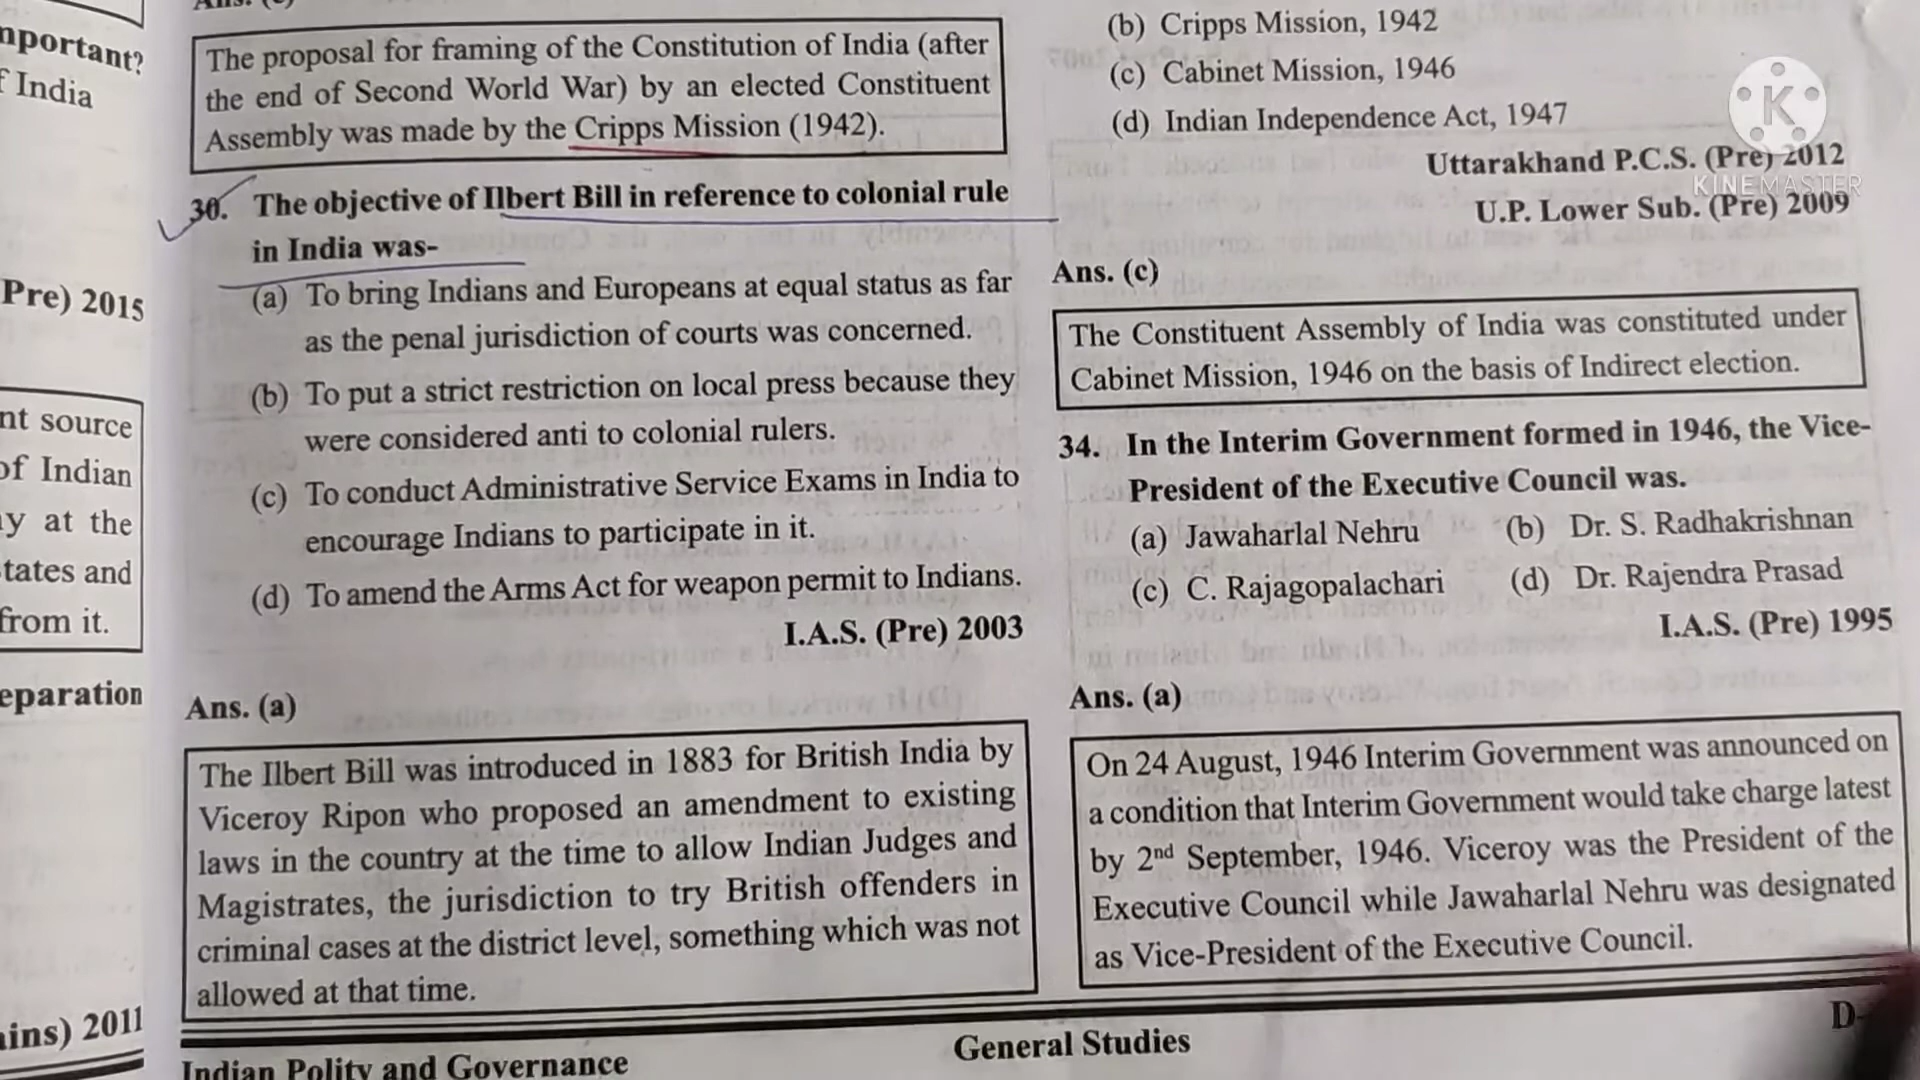 nportant?
f India
Pre) 2015
nt source
of Indian
ny at the
tates and
from it.
eparation
ains) 2011
The proposal for framing of the Constitution of India (after
the end of Second World War) by an elected Constituent
Assembly was made by the Cripps Mission (1942).
30. The objective of Ilbert Bill in reference to colonial rule
in India was-
(a) To bring Indians and Europeans at equal status as far
as the penal jurisdiction of courts was concerned.
(b) To put a strict restriction on local press because they
were considered anti to colonial rulers.
(c) To conduct Administrative Service Exams in India to
encourage Indians to participate in it.
(d) To amend the Arms Act for weapon permit to Indians.
I.A.S. (Pre) 2003
Ans. (a)
The Ilbert Bill was introduced in 1883 for British India by
Viceroy Ripon who proposed an amendment to existing
laws in the country at the time to allow Indian Judges and
Magistrates, the jurisdiction to try British offenders in
criminal cases at the district level, something which was not
allowed at that time.
(b) Cripps Mission, 1942
(c) Cabinet Mission, 1946
(d) Indian Independence Act, 1947
Uttarakhand P.C.S. (Pre) 2012
U.P. Lower Sub. (Pre) 2009
Ans. (c)
The Constituent Assembly of India was constituted under
Cabinet Mission, 1946 on the basis of Indirect election.
34. In the Interim Government formed in 1946, the Vice-
President of the Executive Council was.
(a) Jawaharlal Nehru (b) Dr. S. Radhakrishnan
(c) C. Rajagopalachari (d) Dr. Rajendra Prasad
I.A.S. (Pre) 1995
Ans. (a)
On 24 August, 1946 Interim Government was announced on
a condition that Interim Government would take charge latest
by 2nd September, 1946. Viceroy was the President of the
Executive Council while Jawaharlal Nehru was designated
as Vice-President of the Executive Council.
Indian Polity and Governance
General Studies
D-
K
KINEMASTER